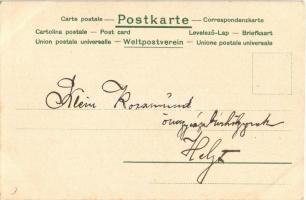 Carte postale — Postkarte — Correspondenzkarte
Cartolina postale — Post card Levelező-Lap — Briefkaart
Union postale universelle — Weltpostverein — Unione postale universale
Klein Rozamund
Helyt